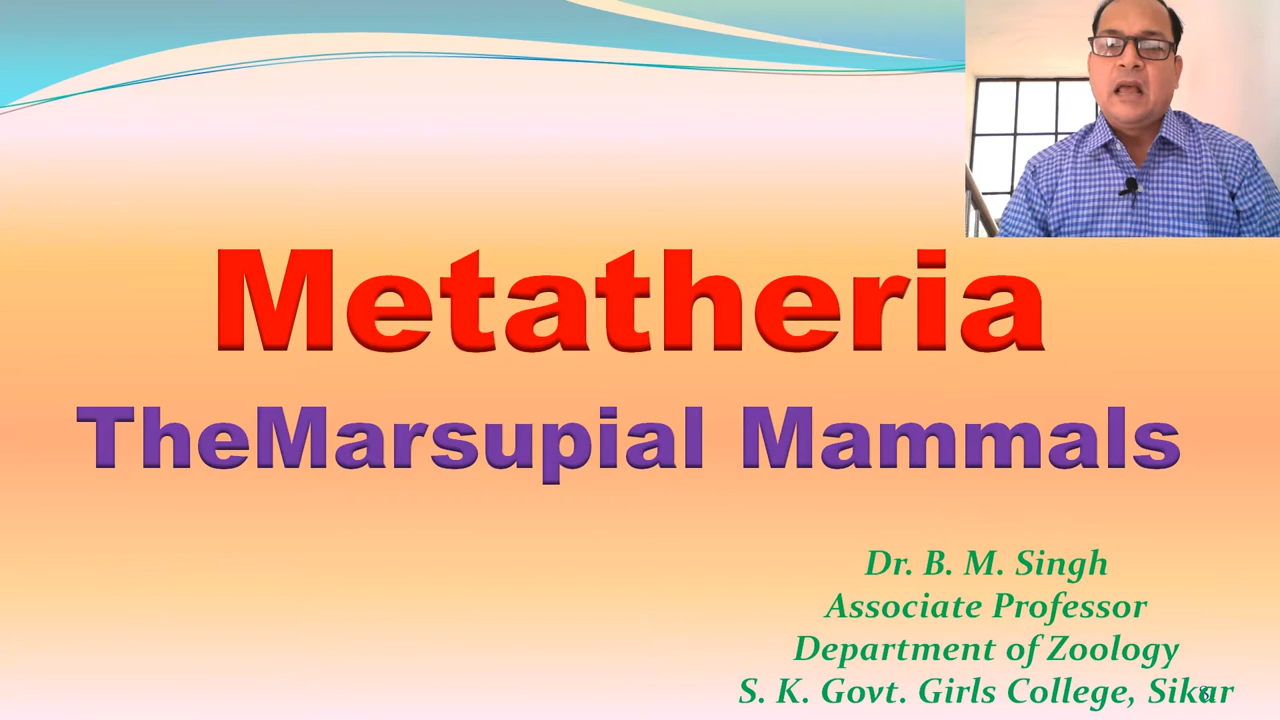 Metatheria
TheMarsupial Mammals
Dr. B. M. Singh
Associate Professor
Department of Zoology
S. K. Govt. Girls College, Sikar